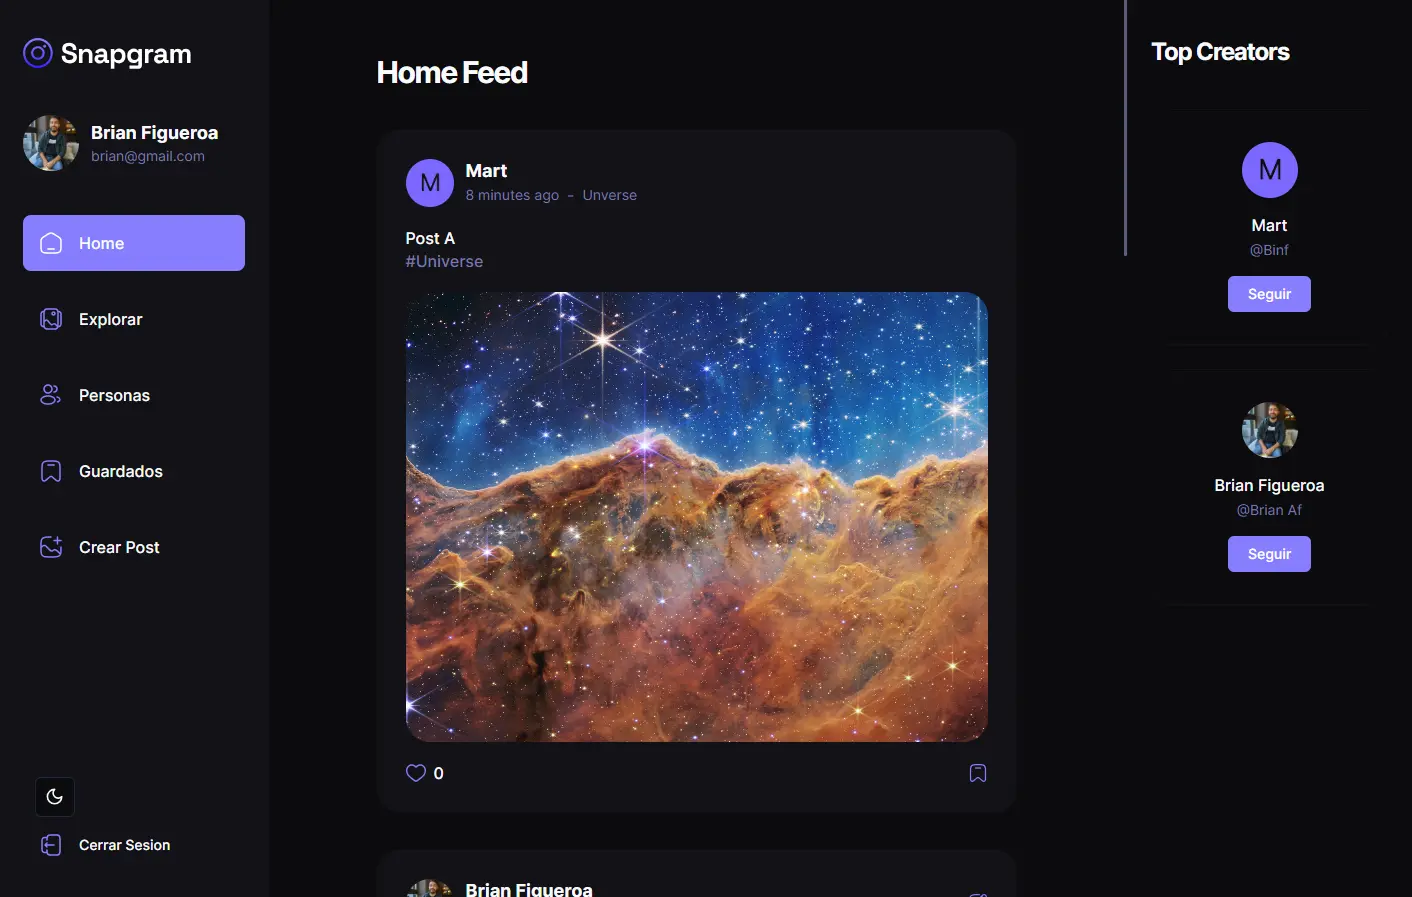 Snapgram
Brian Figueroa
brian@gmail.com
Home
Explorar
Personas
Guardados
Crear Post
Cerrar Sesion
Home Feed
M
Mart
8 minutes ago - Unverse
Post A
#Universe
0
Brian Figueroa
Top Creators
M
Mart
@Binf
Seguir
Brian Figueroa
@Brian Af
Seguir